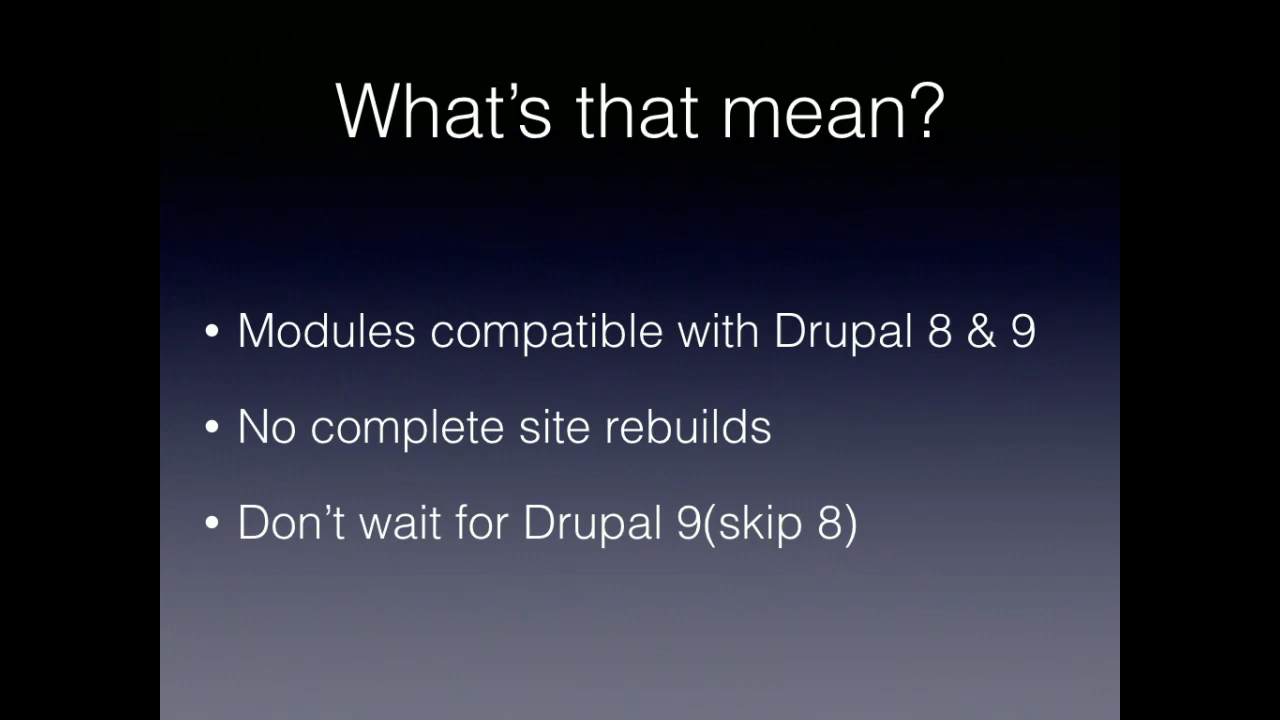 What’s that mean?
• Modules compatible with Drupal 8 & 9
• No complete site rebuilds
• Don’t wait for Drupal 9(skip 8)